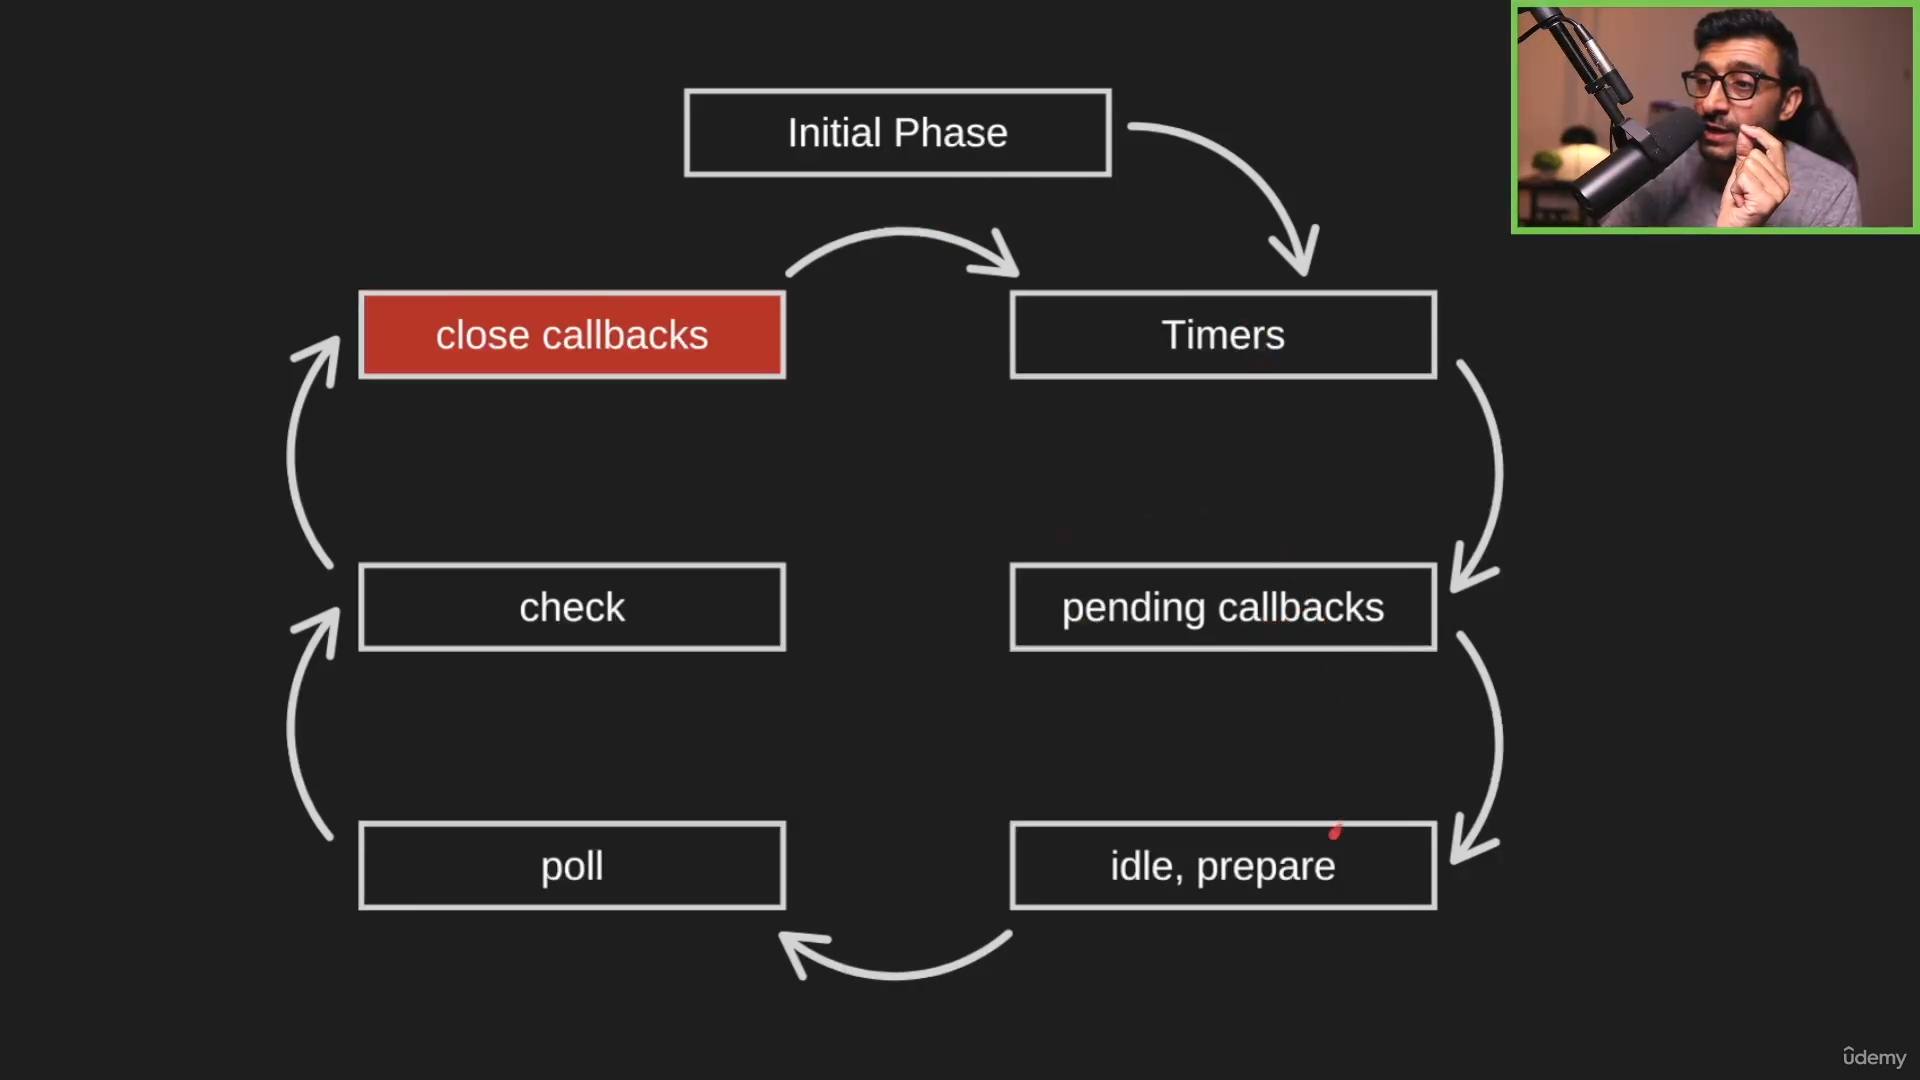 Initial Phase
close callbacks
Timers
check
pending callbacks
poll
idle, prepare
ûdemy